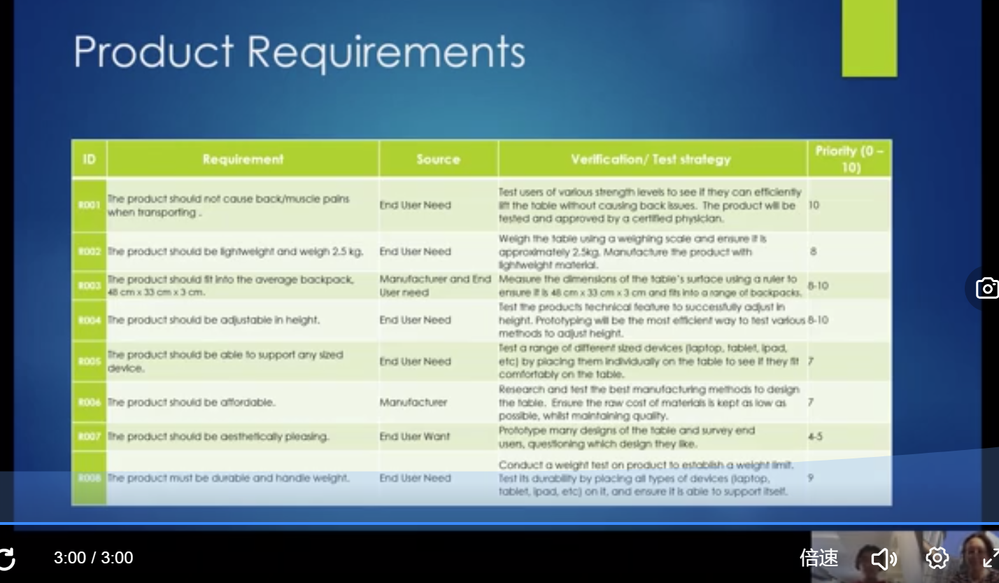 Product Requirements
ID
Requirement
Source
Verification/ Test strategy
Priority (0 –
10)
R001
The product should not cause back/muscle pains
when transporting .
End User Need
Test users of various strength levels to see if they can efficiently
lift the table without causing back issues. The product will be
tested and approved by a certified physician.
10
R002
The product should be lightweight and weigh 2.5 kg.
End User Need
Weigh the table using a weighing scale and ensure it is
approximately 2.5kg. Manufacture the product with
lightweight material.
8
R003
The product should fit into the average backpack,
48 cm x 33 cm x 3 cm.
Manufacturer and End
User need
Measure the dimensions of the table's surface using a ruler to
ensure it is 48 cm x 33 cm x 3 cm and fits into a range of backpacks.
8-10
R004
The product should be adjustable in height.
End User Need
Test the products technical feature to successfully adjust in
height. Prototyping will be the most efficient way to test various
methods to adjust height.
8-10
R005
The product should be able to support any sized
device.
End User Need
Test a range of different sized devices (laptop, tablet, ipad,
etc) by placing them individually on the table to see if they fit
comfortably on the table.
7
R006
The product should be affordable.
Manufacturer
Research and test the best manufacturing methods to design
the table. Ensure the raw cost of materials is kept as low as
possible, whilst maintaining quality.
7
R007
The product should be aesthetically pleasing.
End User Want
Prototype many designs of the table and survey end
users, questioning which design they like.
4-5
R008
The product must be durable and handle weight.
End User Need
Conduct a weight test on product to establish a weight limit.
Test its durability by placing all types of devices (laptop,
tablet, ipad, etc) on it, and ensure it is able to support itself.
9
3:00 / 3:00
倍速